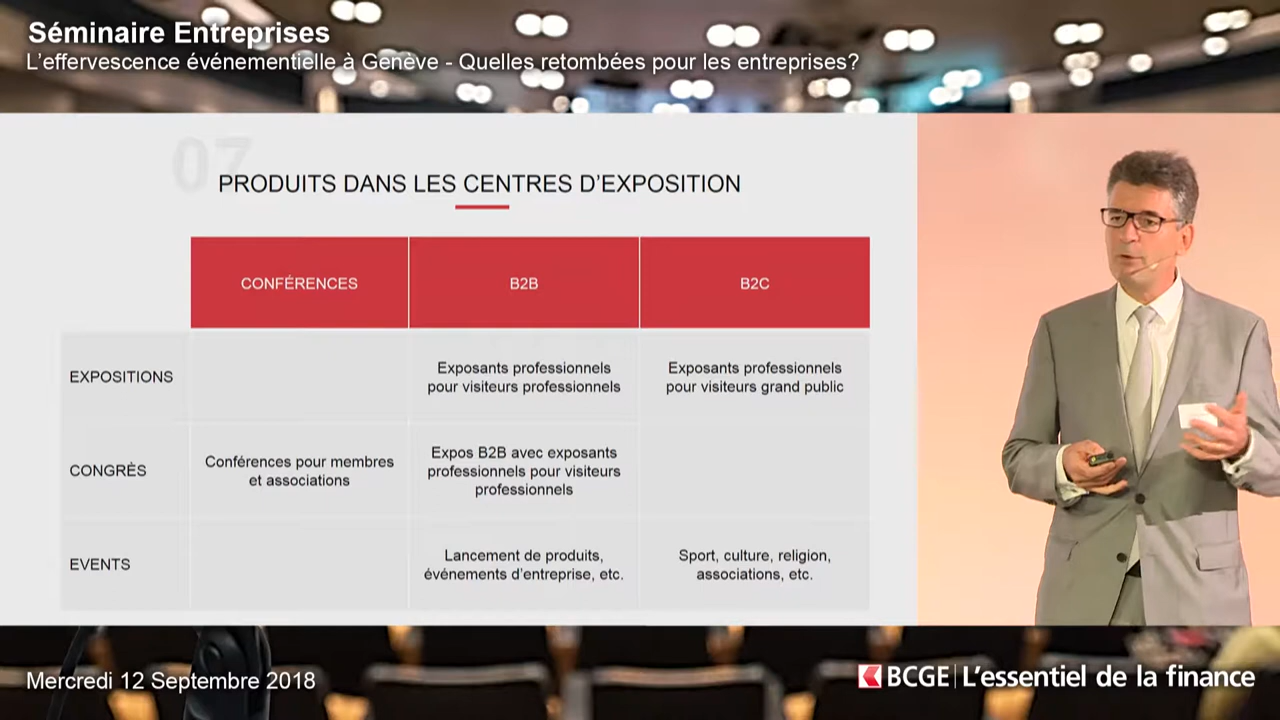 Séminaire Entreprises
L'effervescence événementielle à Genève - Quelles retombées pour les entreprises?
07
PRODUITS DANS LES CENTRES D'EXPOSITION
CONFÉRENCES
B2B
B2C
EXPOSITIONS
Exposants professionnels
pour visiteurs professionnels
Exposants professionnels
pour visiteurs grand public
CONGRÈS
Conférences pour membres
et associations
Expos B2B avec exposants
professionnels pour visiteurs
professionnels
EVENTS
Lancement de produits,
événements d'entreprise, etc.
Sport, culture, religion,
associations, etc.
Mercredi 12 Septembre 2018
BCGE L'essentiel de la finance